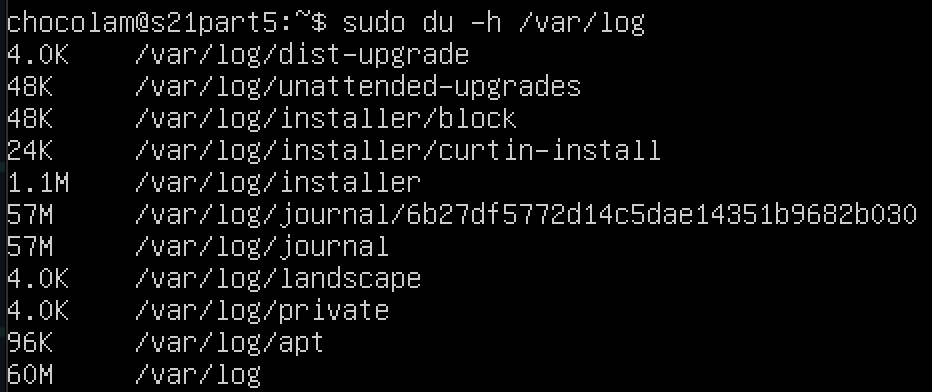 chocolam@s21part5:~$ sudo du -h /var/log
4.0K /var/log/dist-upgrade
48K /var/log/unattended-upgrades
48K /var/log/installer/block
24K /var/log/installer/curtin-install
1.1M /var/log/installer
57M /var/log/journal/6b27df5772d14c5dae14351b9682b030
57M /var/log/journal
4.0K /var/log/landscape
4.0K /var/log/private
96K /var/log/apt
60M /var/log